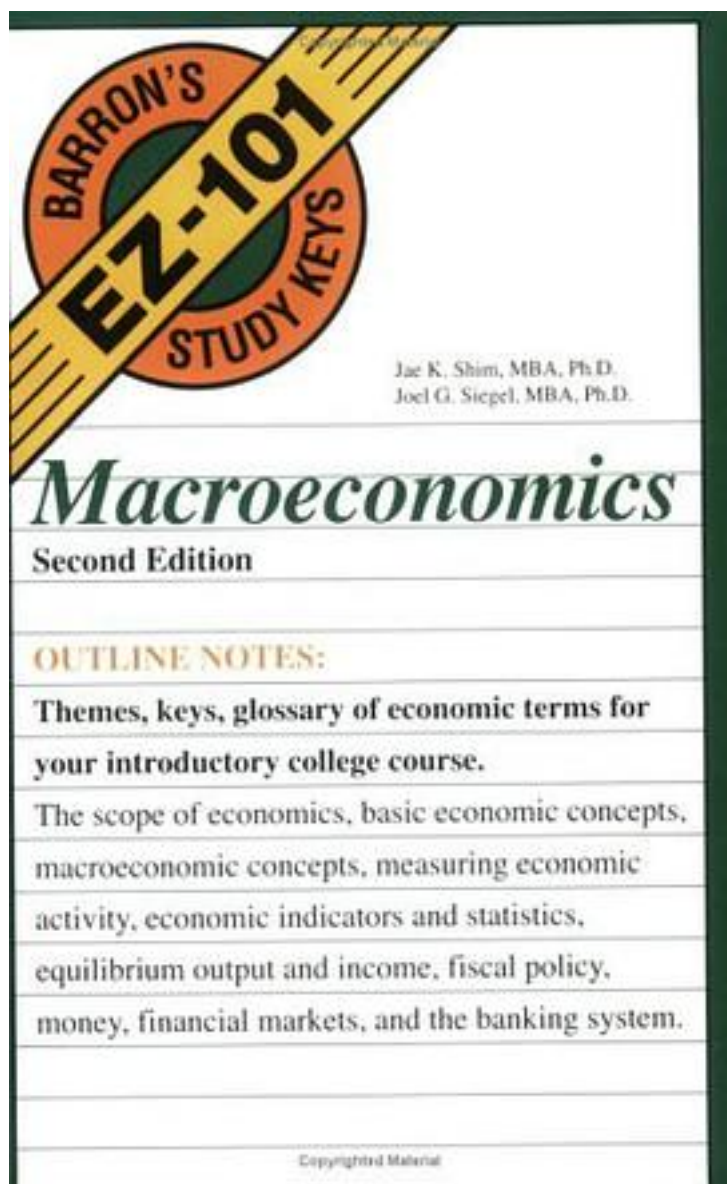 Copyrighted Material
BARRON'S
EZ-101
STUDY KEYS
Jae K. Shim, MBA, Ph.D.
Joel G. Siegel, MBA, Ph.D.
Macroeconomics
Second Edition
OUTLINE NOTES:
Themes, keys, glossary of economic terms for
your introductory college course.
The scope of economics, basic economic concepts,
macroeconomic concepts, measuring economic
activity, economic indicators and statistics,
equilibrium output and income, fiscal policy,
money, financial markets, and the banking system.
Copyrighted Material